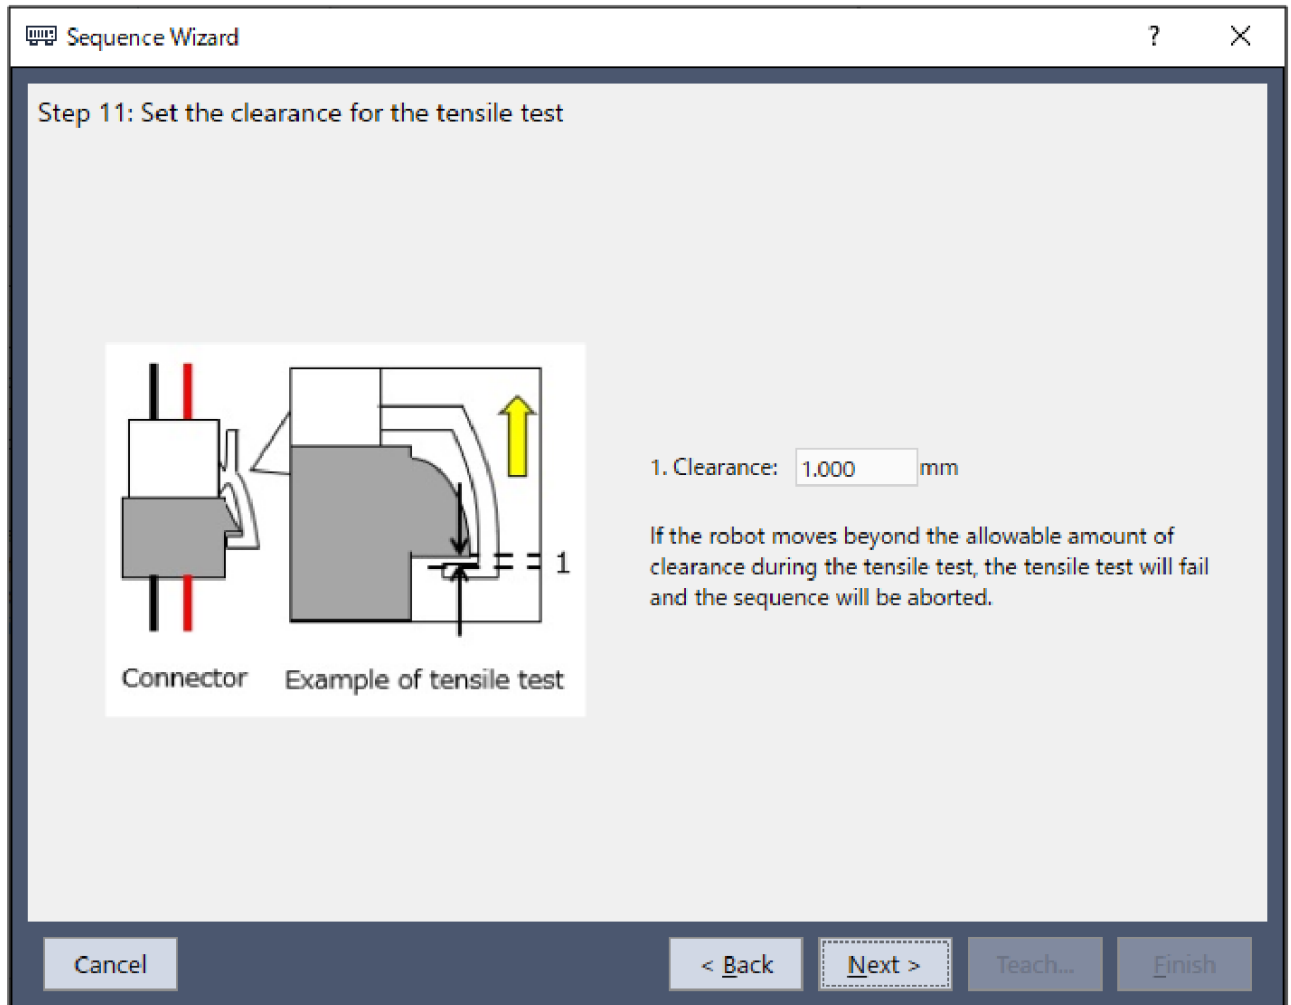 Sequence Wizard
?
Step 11: Set the clearance for the tensile test
1
Connector
Example of tensile test
1. Clearance: 1.000 mm
If the robot moves beyond the allowable amount of
clearance during the tensile test, the tensile test will fail
and the sequence will be aborted.
Cancel
< Back
Next >
Teach...
Finish